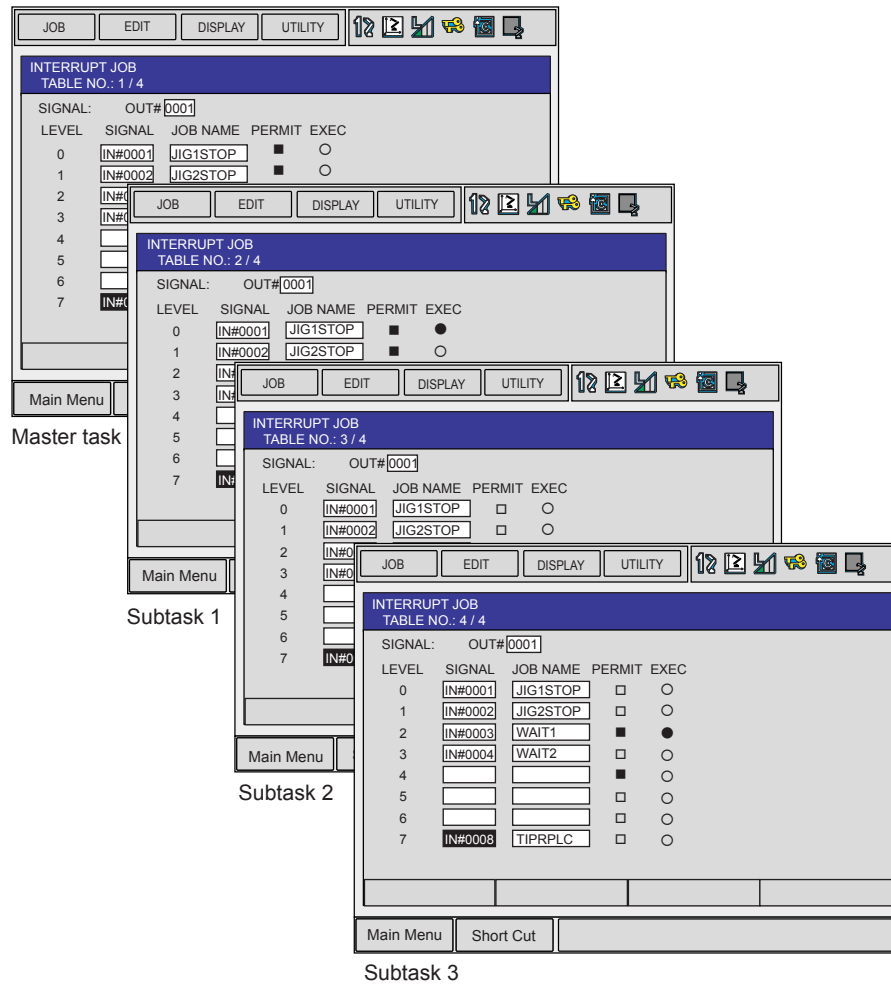 JOB EDIT DISPLAY UTILITY
INTERRUPT JOB
TABLE NO.: 1 / 4
SIGNAL: OUT# 0001
LEVEL SIGNAL JOB NAME PERMIT EXEC
0 IN#0001 JIG1STOP
1 IN#0002 JIG2STOP
2
3
4
5
6
7
Main Menu
Master task
JOB EDIT DISPLAY UTILITY
INTERRUPT JOB
TABLE NO.: 2 / 4
SIGNAL: OUT# 0001
LEVEL SIGNAL JOB NAME PERMIT EXEC
0 IN#0001 JIG1STOP
1 IN#0002 JIG2STOP
2
3
4
5
6
7
Main Menu
Subtask 1
JOB EDIT DISPLAY UTILITY
INTERRUPT JOB
TABLE NO.: 3 / 4
SIGNAL: OUT# 0001
LEVEL SIGNAL JOB NAME PERMIT EXEC
0 IN#0001 JIG1STOP
1 IN#0002 JIG2STOP
2 IN#0
3 IN#0
4
5
6
7 IN#0
Main Menu
Subtask 2
JOB EDIT DISPLAY UTILITY
INTERRUPT JOB
TABLE NO.: 4 / 4
SIGNAL: OUT# 0001
LEVEL SIGNAL JOB NAME PERMIT EXEC
0 IN#0001 JIG1STOP
1 IN#0002 JIG2STOP
2 IN#0003 WAIT1
3 IN#0004 WAIT2
4
5
6
7 IN#0008 TIPRPLC
Main Menu Short Cut
Subtask 3